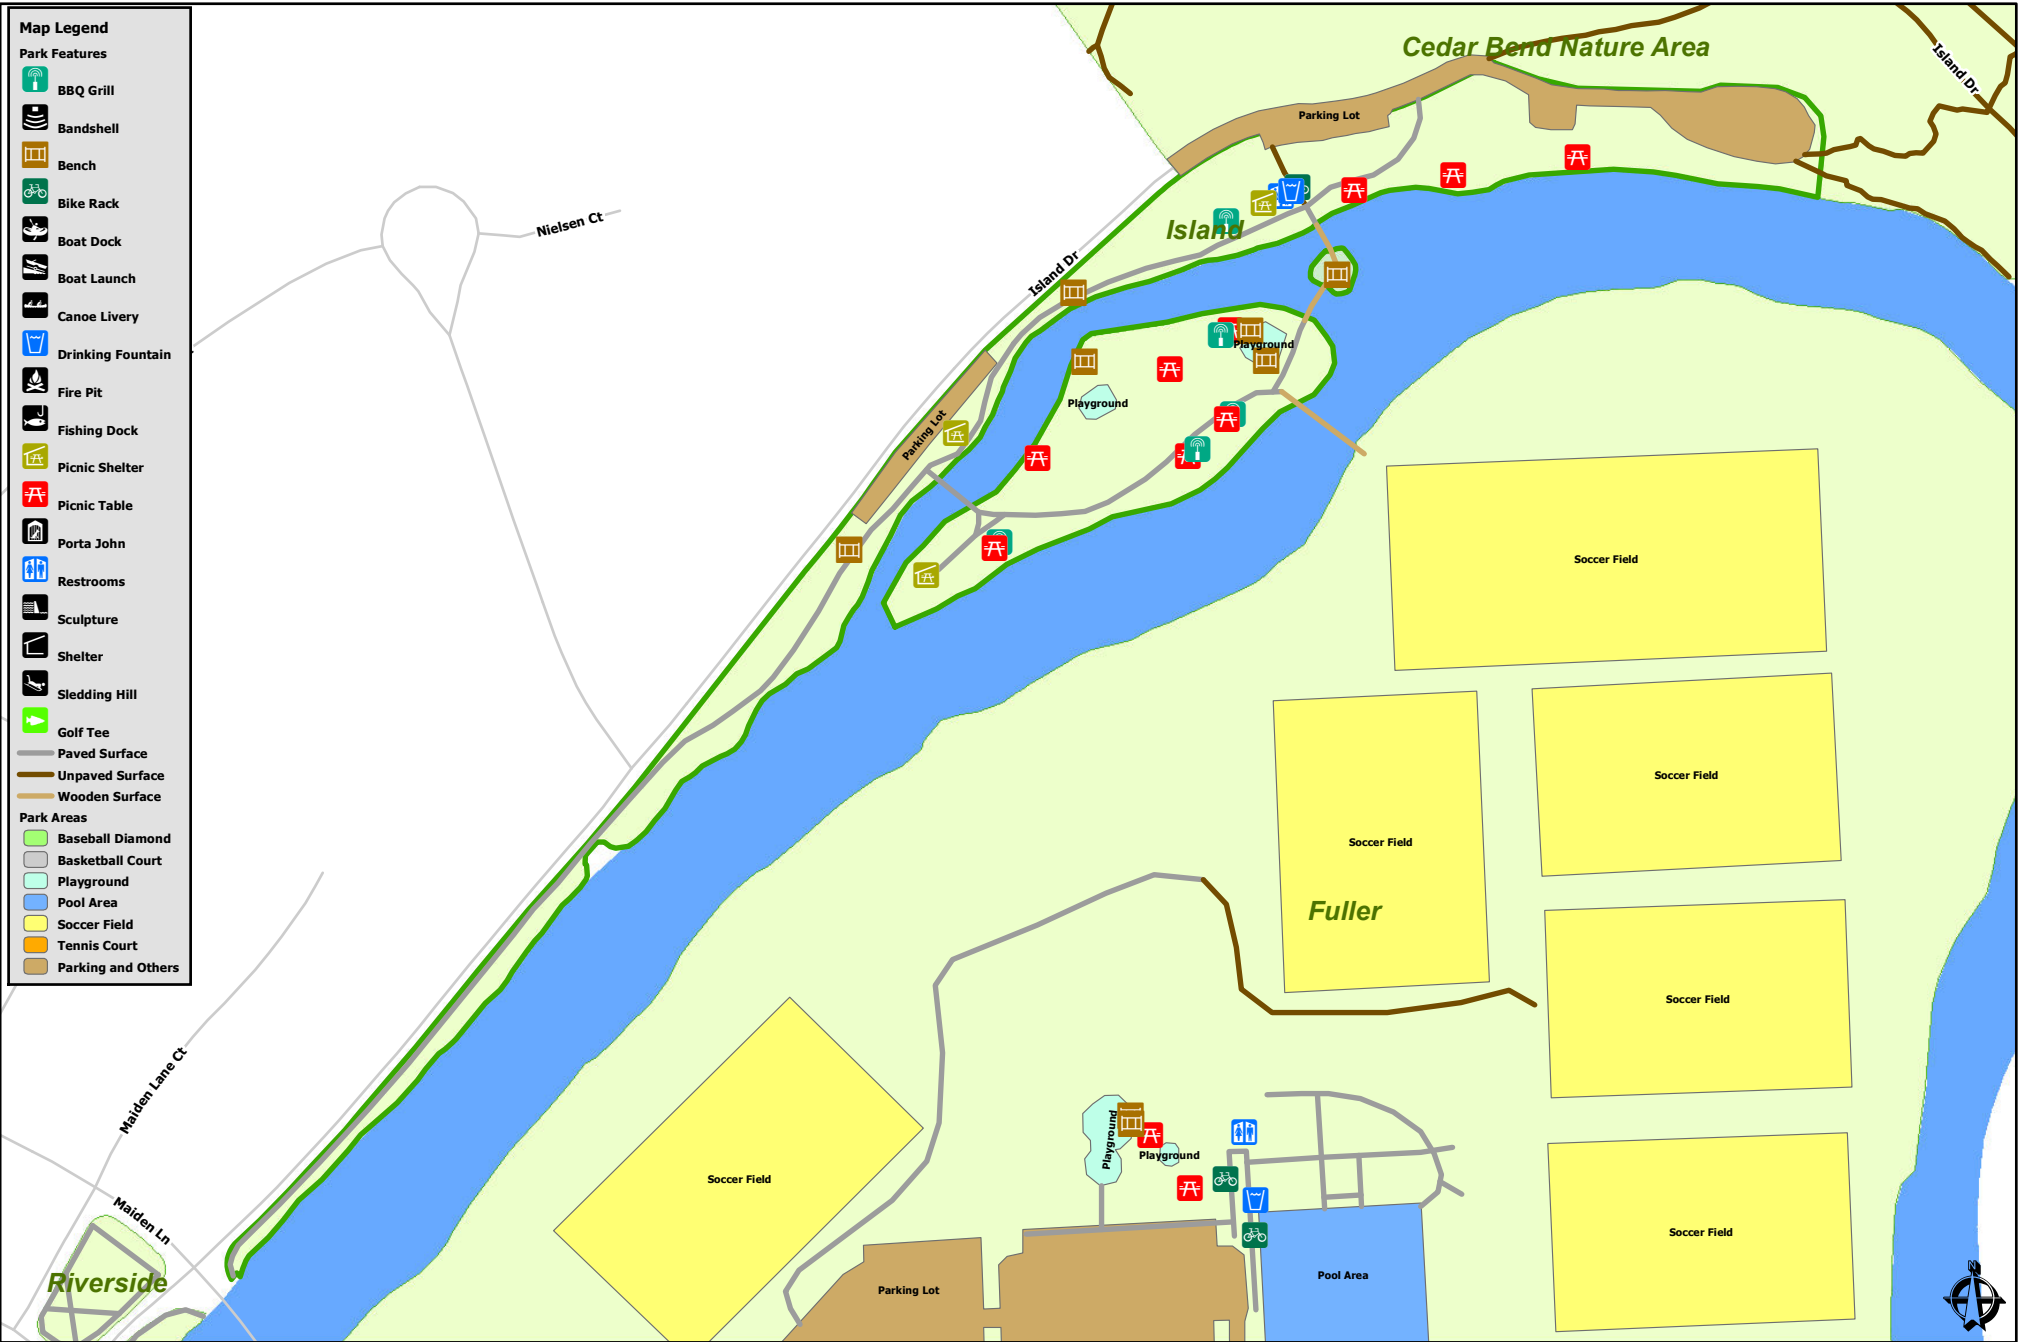 Map Legend
Park Features
BBQ Grill
Bandshell
Bench
Bike Rack
Boat Dock
Boat Launch
Canoe Livery
Drinking Fountain
Fire Pit
Fishing Dock
Picnic Shelter
Picnic Table
Porta John
Restrooms
Sculpture
Shelter
Sledding Hill
Golf Tee
Paved Surface
Unpaved Surface
Wooden Surface
Park Areas
Baseball Diamond
Basketball Court
Playground
Pool Area
Soccer Field
Tennis Court
Parking and Others
Cedar Bend Nature Area
Island Dr
Parking Lot
Nielsen Ct
Island
Island Dr
Playground
Playground
Parking Lot
Soccer Field
Soccer Field
Soccer Field
Fuller
Soccer Field
Maiden Lane Ct
Playground
Playground
Soccer Field
Maiden Ln
Soccer Field
Riverside
Parking Lot
Pool Area
N